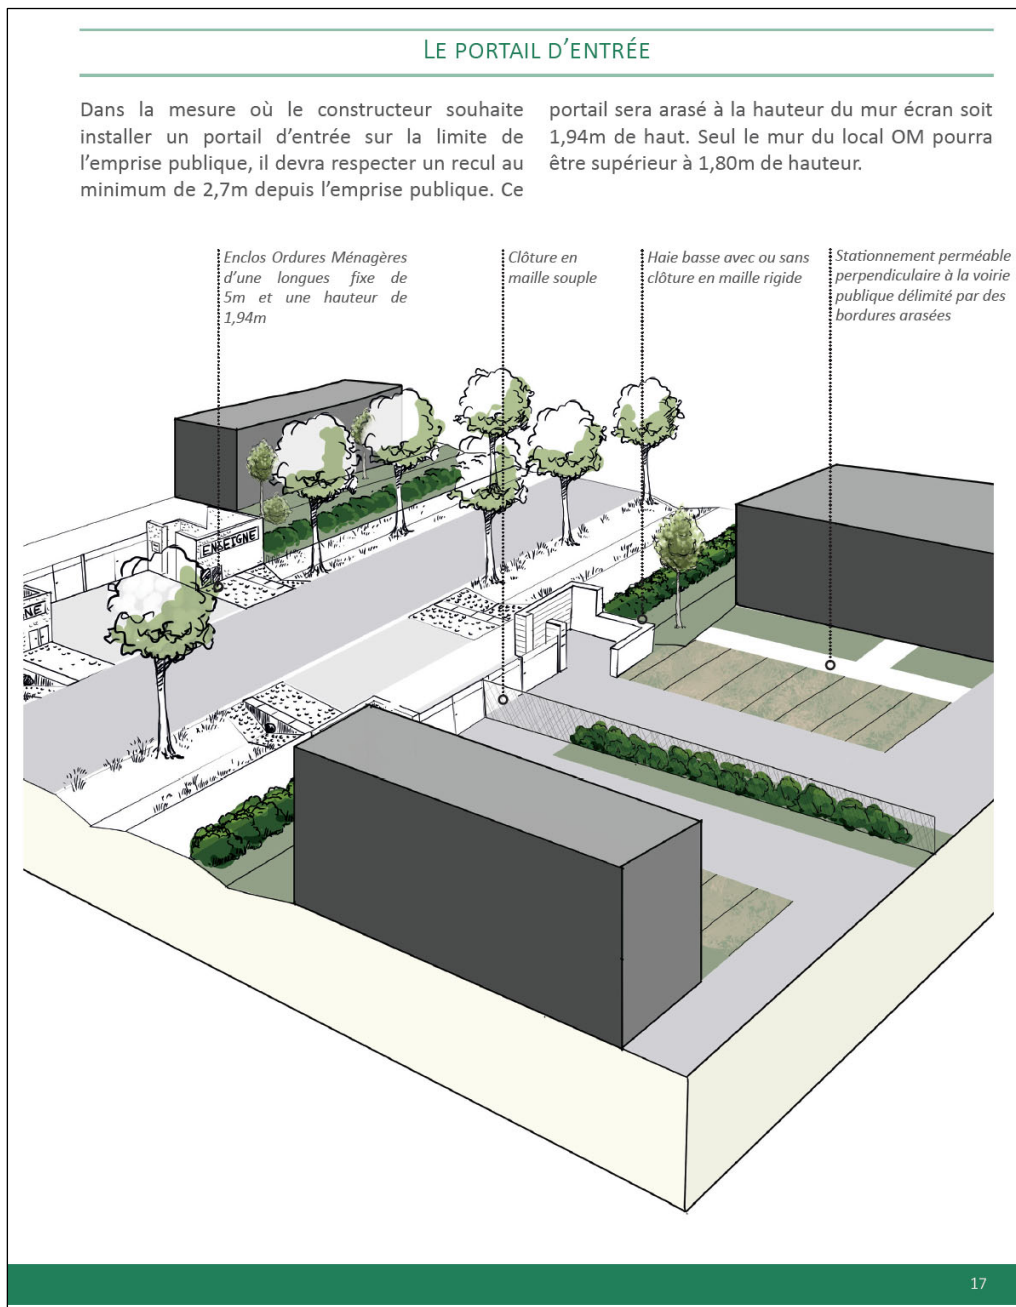 LE PORTAIL D'ENTRÉE
Dans la mesure où le constructeur souhaite
installer un portail d'entrée sur la limite de
l'emprise publique, il devra respecter un recul au
minimum de 2,7m depuis l'emprise publique. Ce
portail sera arasé à la hauteur du mur écran soit
1,94m de haut. Seul le mur du local OM pourra
être supérieur à 1,80m de hauteur.
Enclos Ordures Ménagères
d'une longues fixe de
5m et une hauteur de
1,94m
Clôture en
maille souple
Haie basse avec ou sans
clôture en maille rigide
Stationnement perméable
perpendiculaire à la voirie
publique délimité par des
bordures arasées
ENSEIGNE
NE
17